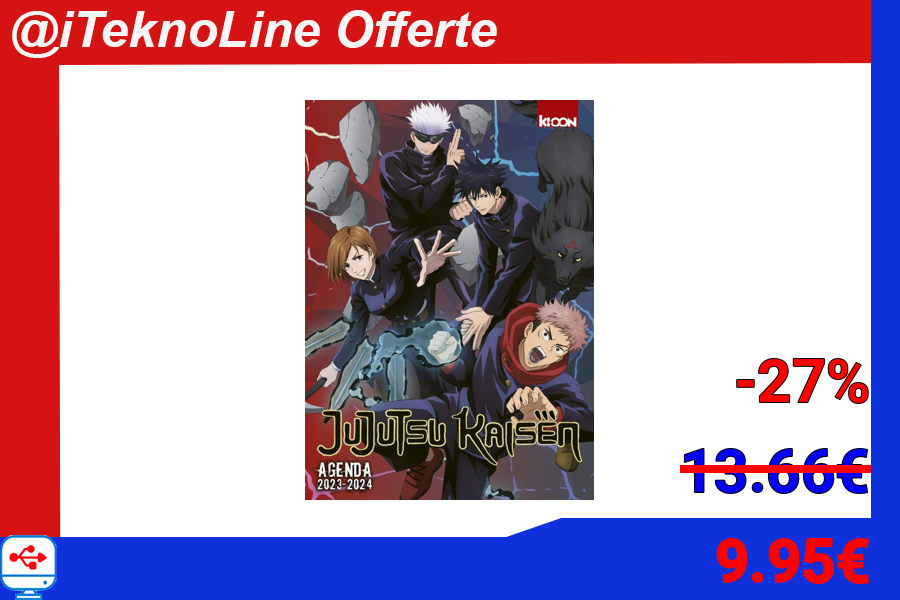 @iTeknoLine Offerte
KI-OON
JUJUTSU KAISEN
AGENDA
2023-2024
-27%
13.66€
9.95€